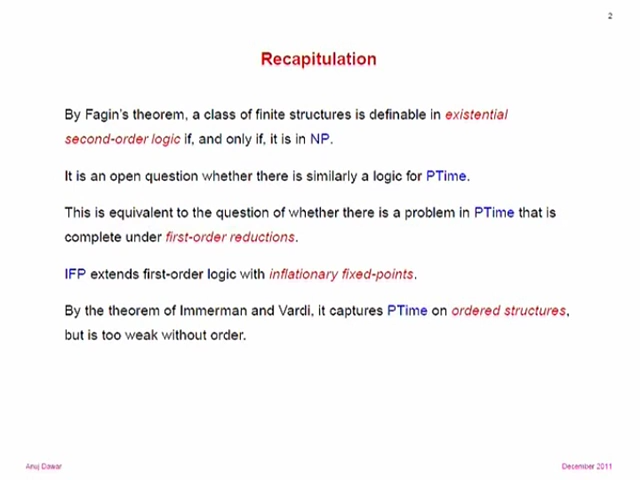 2
Recapitulation
By Fagin's theorem, a class of finite structures is definable in existential
second-order logic if, and only if, it is in NP.
It is an open question whether there is similarly a logic for PTime.
This is equivalent to the question of whether there is a problem in PTime that is
complete under first-order reductions.
IFP extends first-order logic with inflationary fixed-points.
By the theorem of Immerman and Vardi, it captures PTime on ordered structures,
but is too weak without order.
Anuj Dawar
December 2011